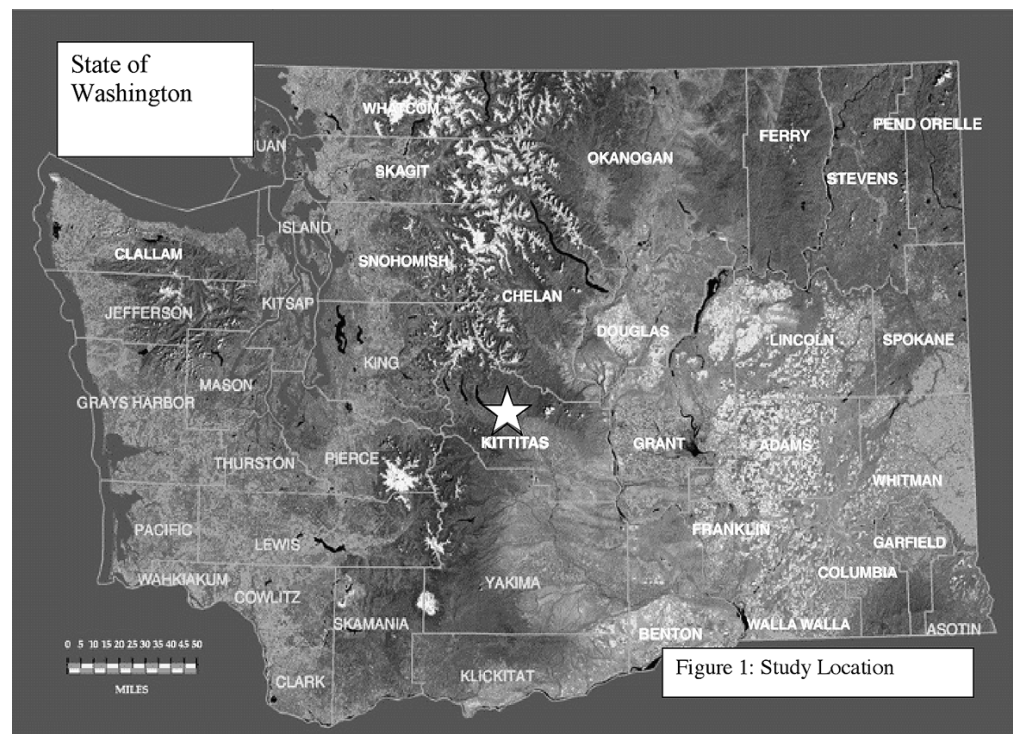 State of
Washington
WHATCOM
FERRY
PEND OREILLE
UAN
OKANOGAN
SKAGIT
STEVENS
ISLAND
CLALLAM
SNOHOMISH
CHELAN
KITSAP
JEFFERSON
DOUGLAS
LINCOLN
SPOKANE
KING
MASON
GRAYS HARBOR
KITTITAS
GRANT
ADAMS
THURSTON
PIERCE
WHITMAN
PACIFIC
LEWIS
FRANKLIN
GARFIELD
COLUMBIA
WAHKIAKUM
YAKIMA
COWLITZ
SKAMANIA
WALLA WALLA
BENTON
ASOTIN
0 5 10 15 20 25 30 35 40 45 50
MILES
CLARK
KLICKITAT
Figure 1: Study Location